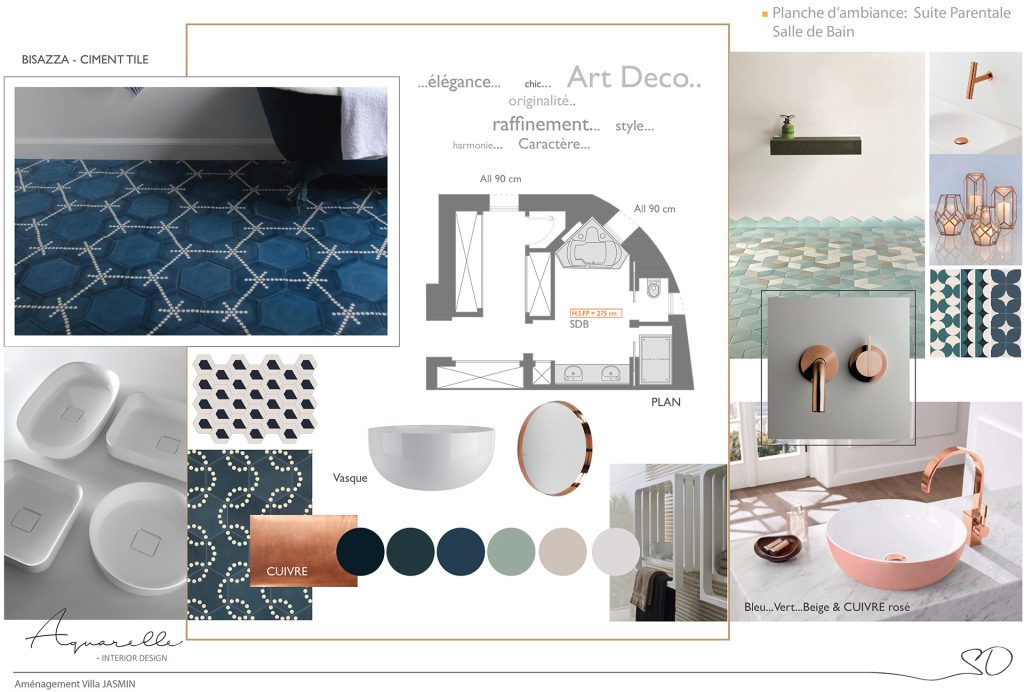 Planche d'ambiance: Suite Parentale
Salle de Bain
BISAZZA - CIMENT TILE
...élégance... chic... Art Deco..
originalité..
raffinement... style...
harmonie... Caractère...
All 90 cm
All 90 cm
H.S.FP = 275 cm
SDB
PLAN
Vasque
CUIVRE
Bleu...Vert...Beige & CUIVRE rosé
Aquarelle
- INTERIOR DESIGN
Aménagement Villa JASMIN